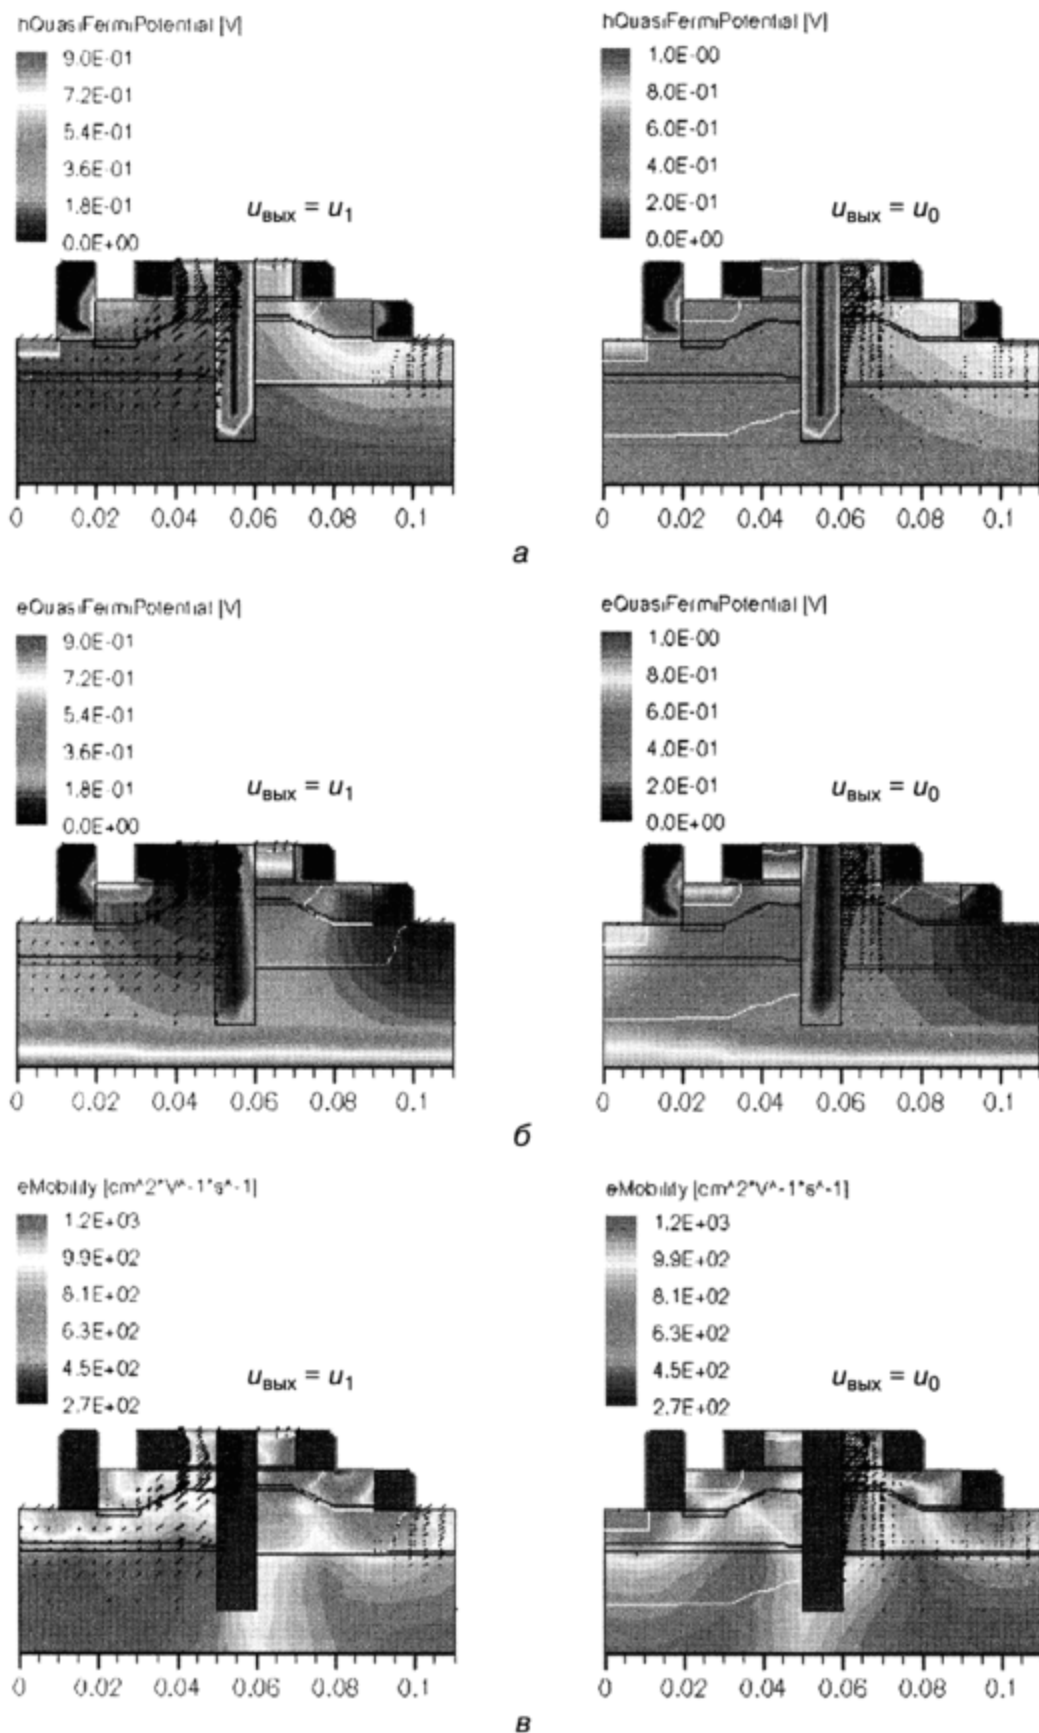 hQuasiFermiPotential [V]
9.0E-01
7.2E-01
5.4E-01
3.6E-01
1.8E-01
0.0E+00
uвых = u1
0 0.02 0.04 0.06 0.08 0.1
hQuasiFermiPotential [V]
1.0E-00
8.0E-01
6.0E-01
4.0E-01
2.0E-01
0.0E+00
uвых = u0
0 0.02 0.04 0.06 0.08 0.1
а
eQuasiFermiPotential [V]
9.0E-01
7.2E-01
5.4E-01
3.6E-01
1.8E-01
0.0E+00
uвых = u1
0 0.02 0.04 0.06 0.08 0.1
eQuasiFermiPotential [V]
1.0E-00
8.0E-01
6.0E-01
4.0E-01
2.0E-01
0.0E+00
uвых = u0
0 0.02 0.04 0.06 0.08 0.1
б
eMobility [cm^2*V^-1*s^-1]
1.2E+03
9.9E+02
8.1E+02
6.3E+02
4.5E+02
2.7E+02
uвых = u1
0 0.02 0.04 0.06 0.08 0.1
eMobility [cm^2*V^-1*s^-1]
1.2E+03
9.9E+02
8.1E+02
6.3E+02
4.5E+02
2.7E+02
uвых = u0
0 0.02 0.04 0.06 0.08 0.1
в